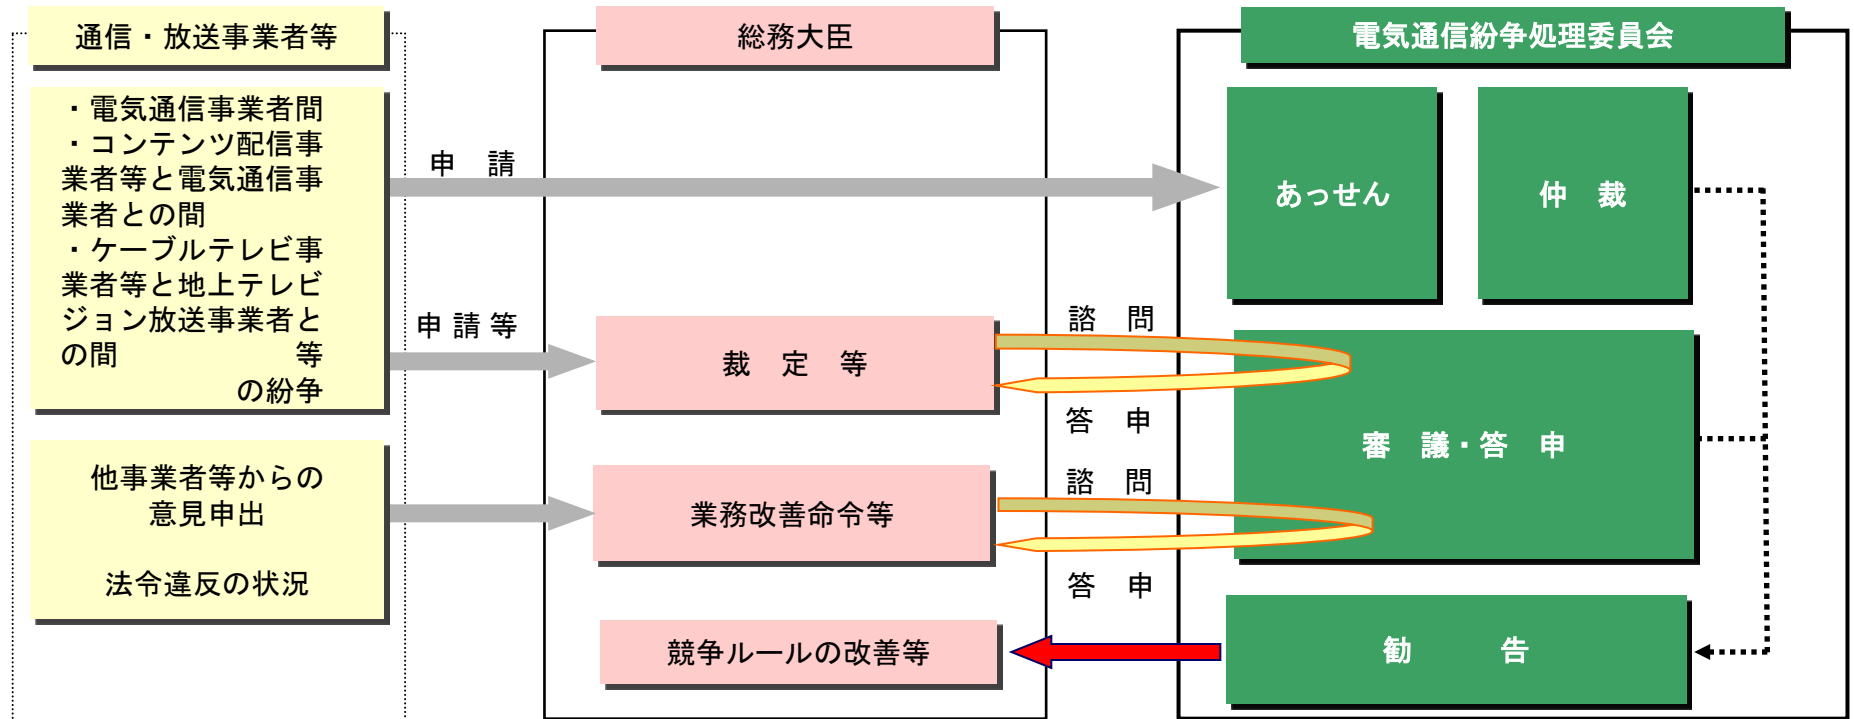 通信・放送事業者等
総務大臣
電気通信紛争処理委員会
・電気通信事業者間
・コンテンツ配信事
業者等と電気通信事
業者との間
・ケーブルテレビ事
業者等と地上テレビ
ジョン放送事業者と
の間 等
の紛争
申 請
あっせん
仲 裁
申 請 等
裁 定 等
諮 問
答 申
審 議・答 申
他事業者等からの
意見申出
法令違反の状況
業務改善命令等
諮 問
答 申
競争ルールの改善等
勧 告